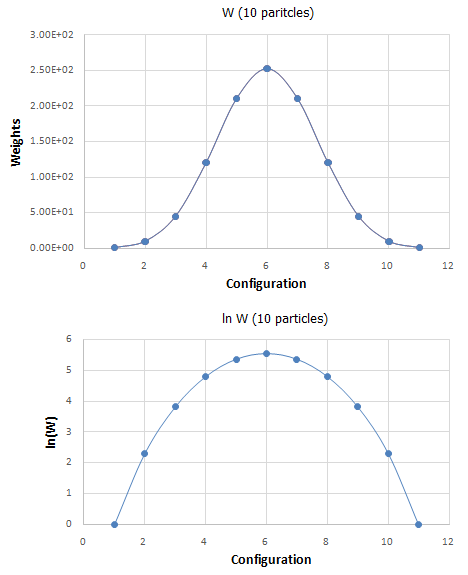 W (10 paritcles)
3.00E+02
2.50E+02
2.00E+02
1.50E+02
1.00E+02
5.00E+01
0.00E+00
Weights
0 2 4 6 8 10 12
Configuration
ln W (10 particles)
6
5
4
3
2
1
0
ln(W)
0 2 4 6 8 10 12
Configuration